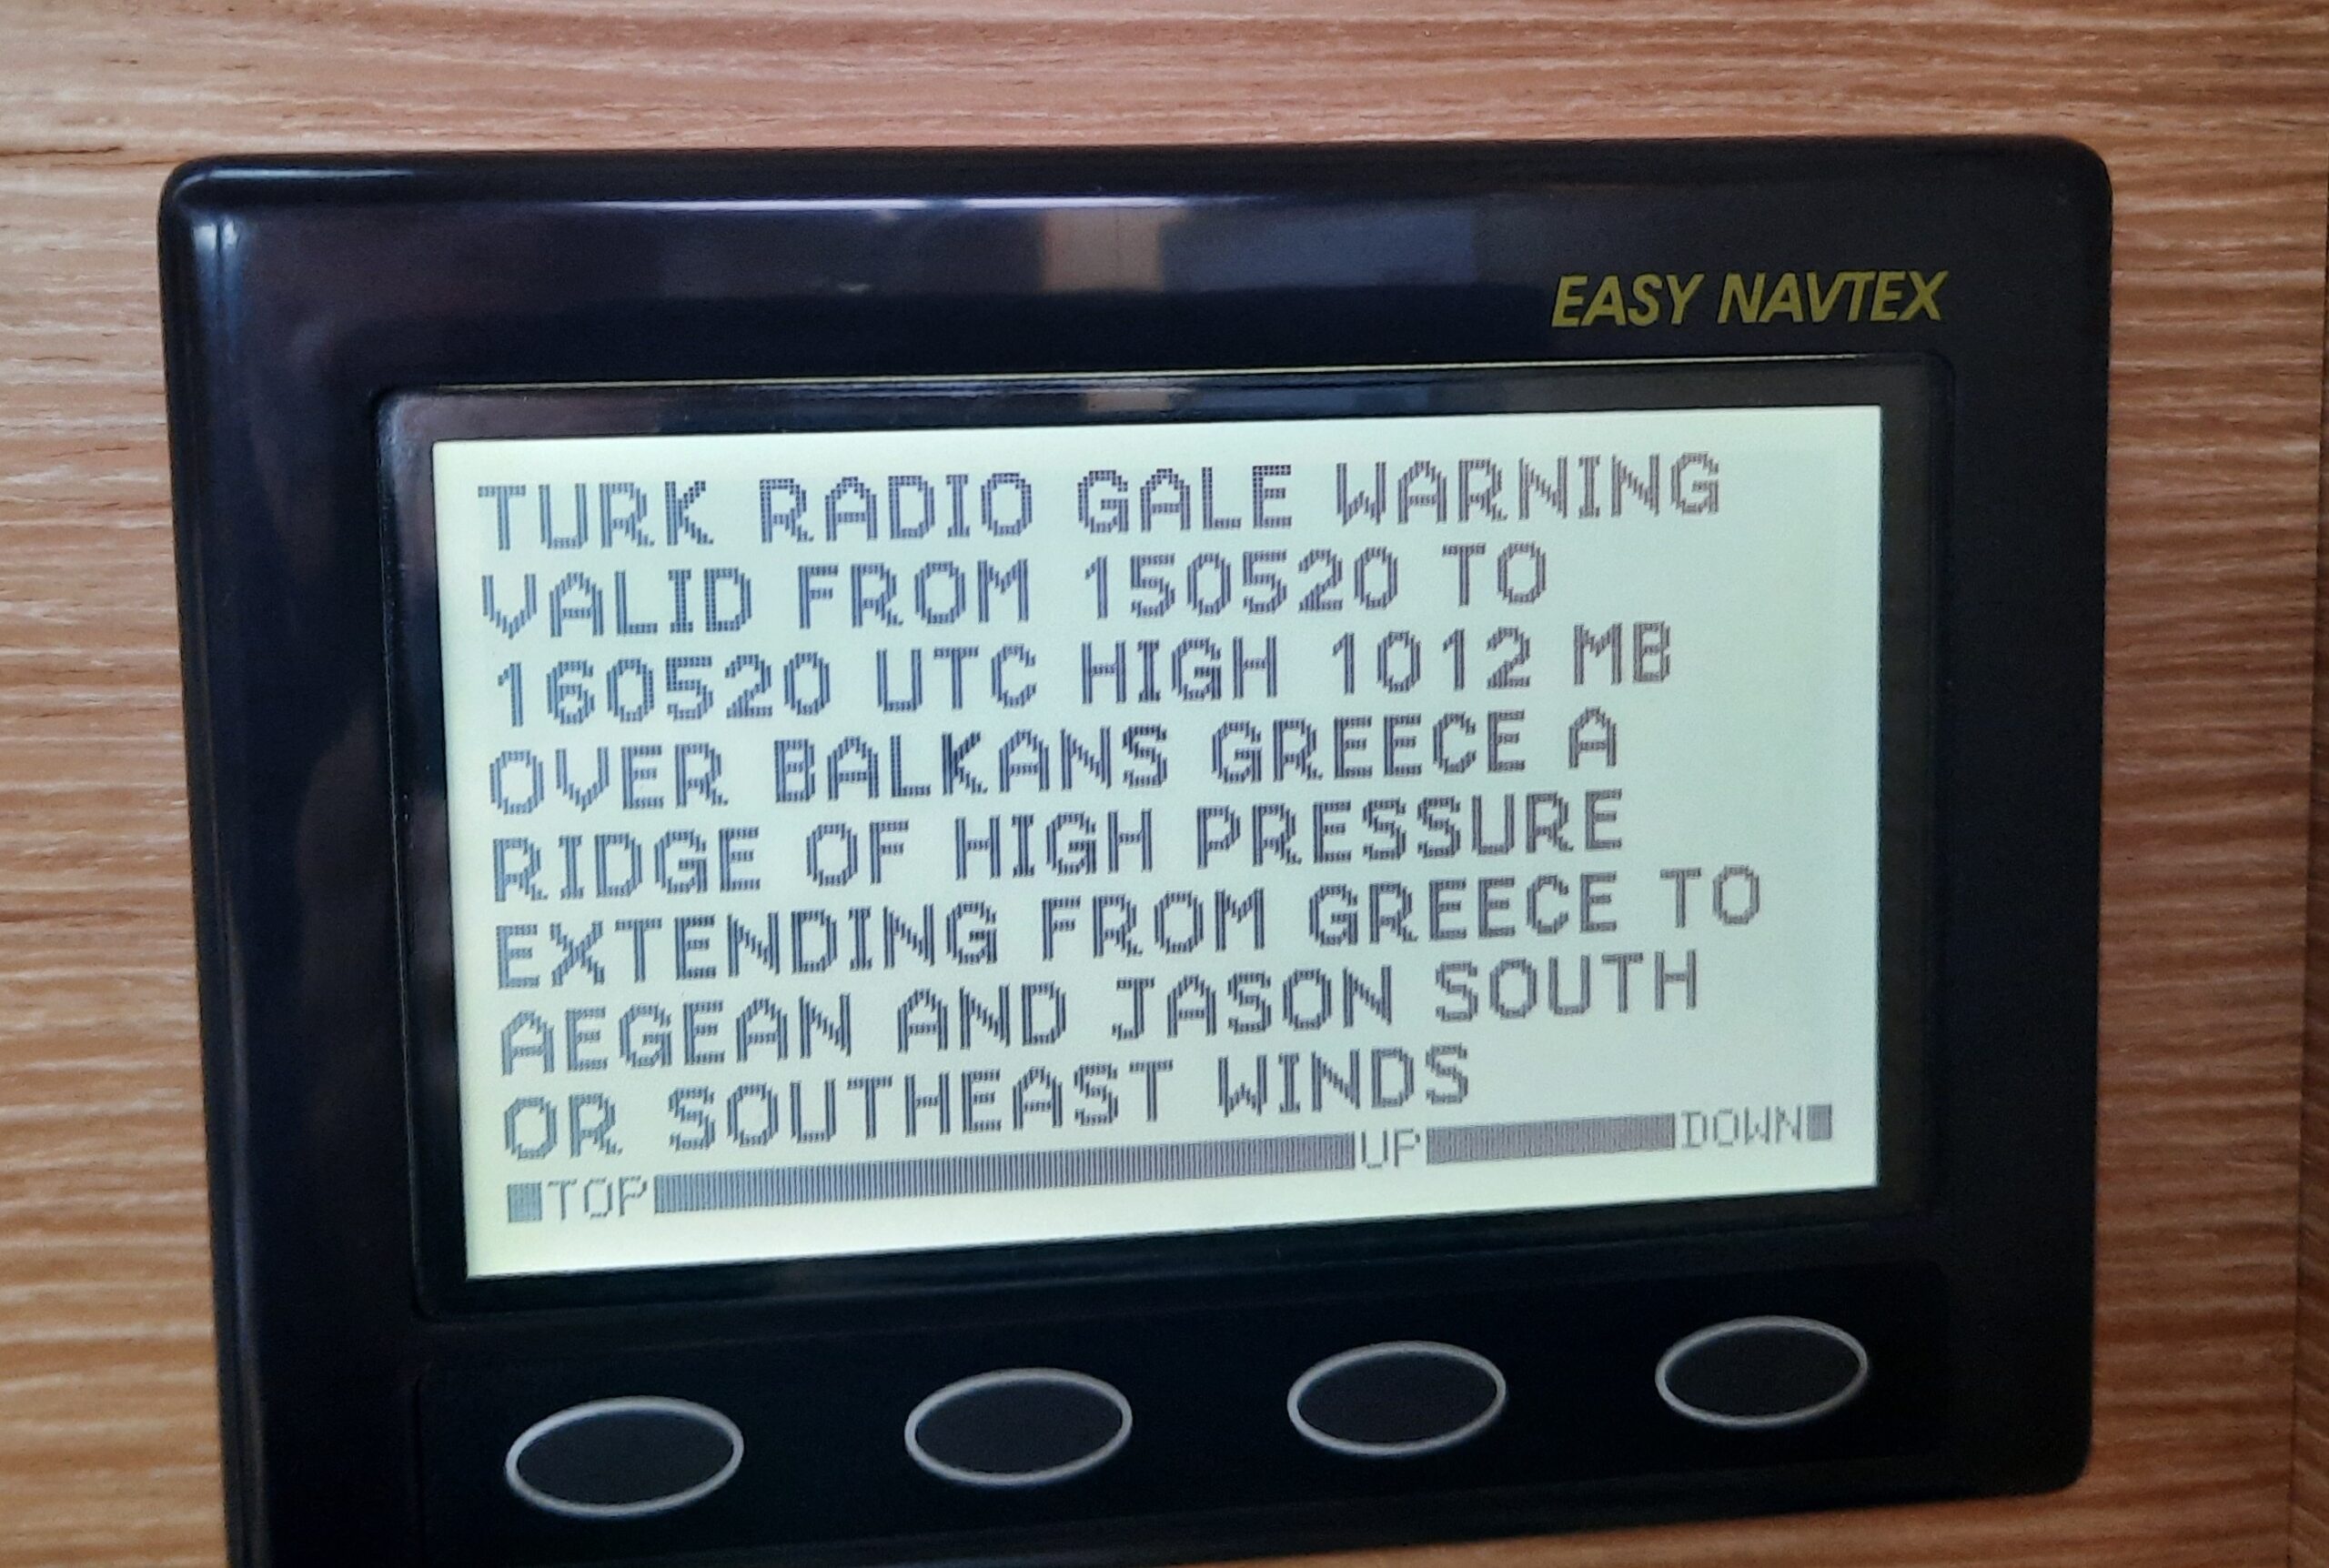 EASY NAVTEX
TURK RADIO GALE WARNING
VALID FROM 150520 TO
160520 UTC HIGH 1012 MB
OVER BALKANS GREECE A
RIDGE OF HIGH PRESSURE
EXTENDING FROM GREECE TO
AEGEAN AND JASON SOUTH
OR SOUTHEAST WINDS
TOP UP DOWN